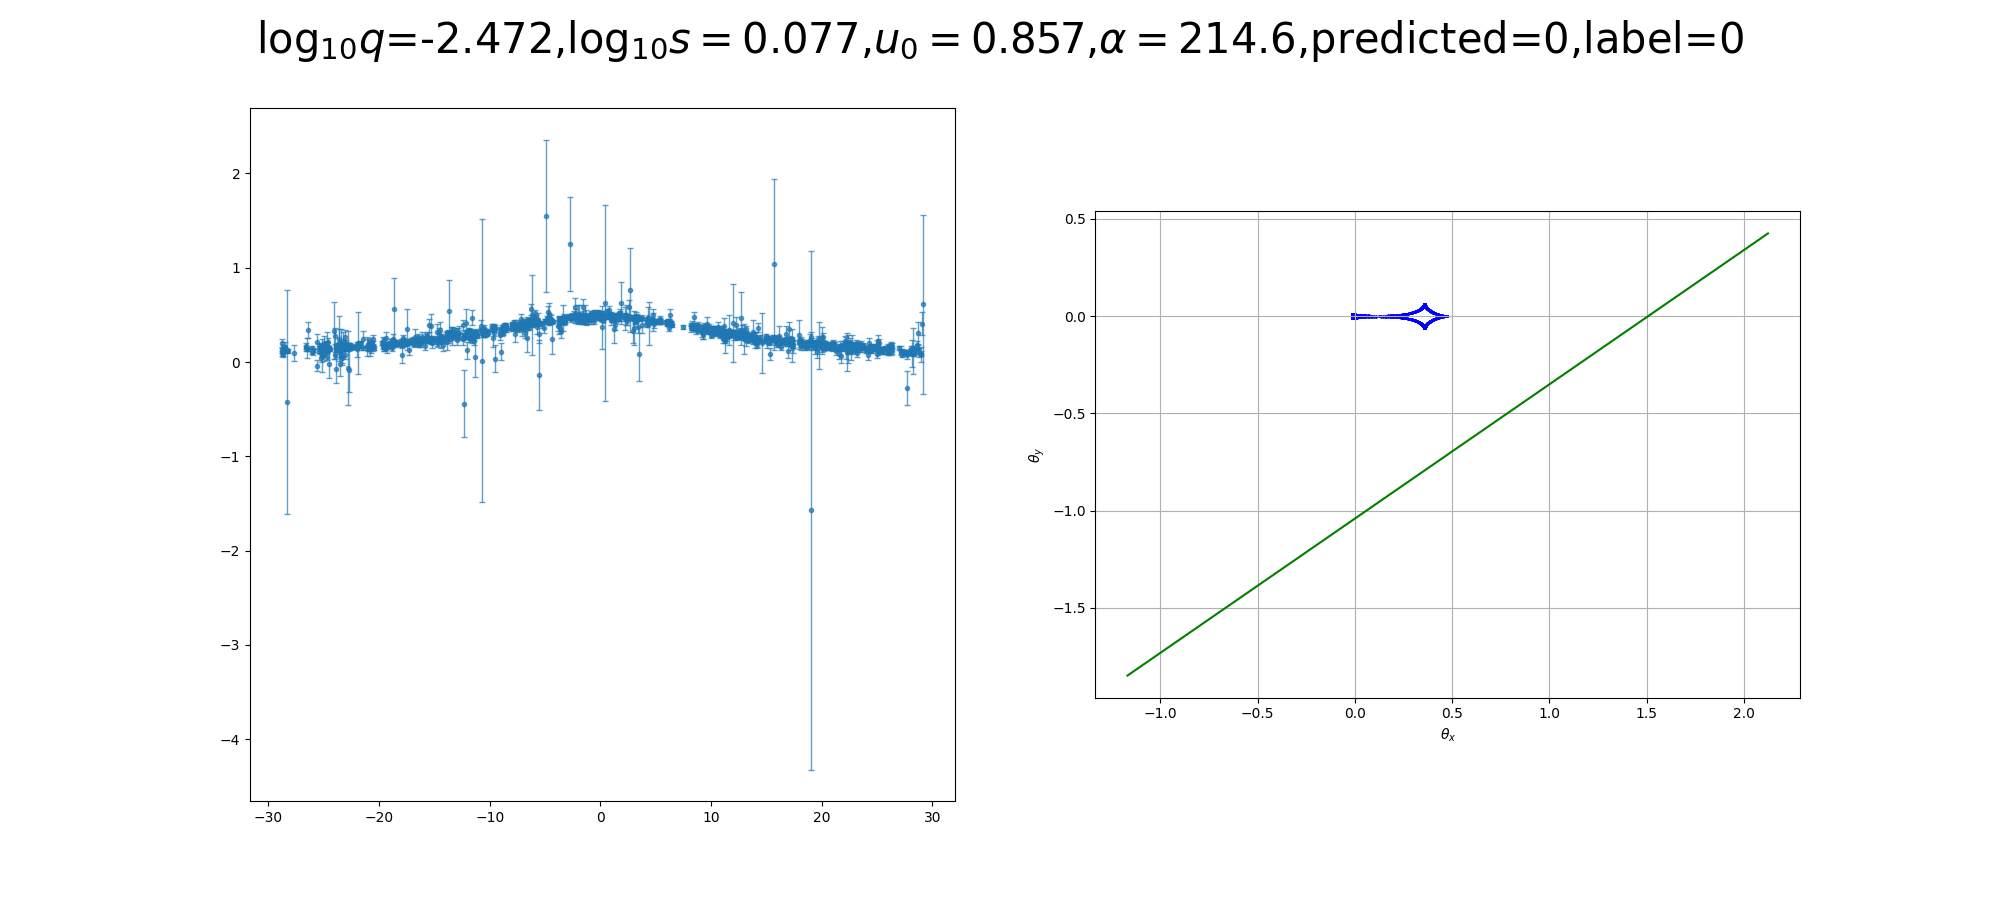 log₁₀q=-2.472,log₁₀s = 0.077,u₀ = 0.857,α = 214.6,predicted=0,label=0
2
1
0
−1
−2
−3
−4
−30 −20 −10 0 10 20 30
0.5
0.0
−0.5
−1.0
−1.5
θy
−1.0 −0.5 0.0 0.5 1.0 1.5 2.0
θx